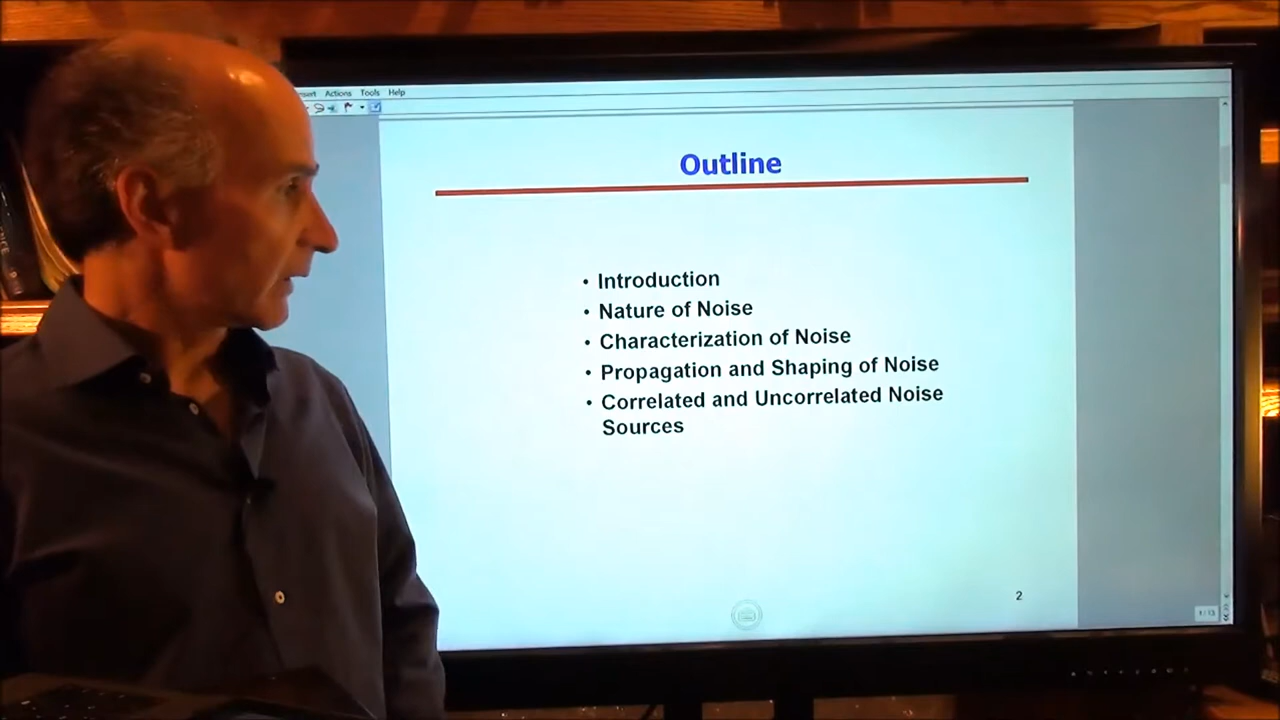 Actions Tools Help
Outline
• Introduction
• Nature of Noise
• Characterization of Noise
• Propagation and Shaping of Noise
• Correlated and Uncorrelated Noise
Sources
2